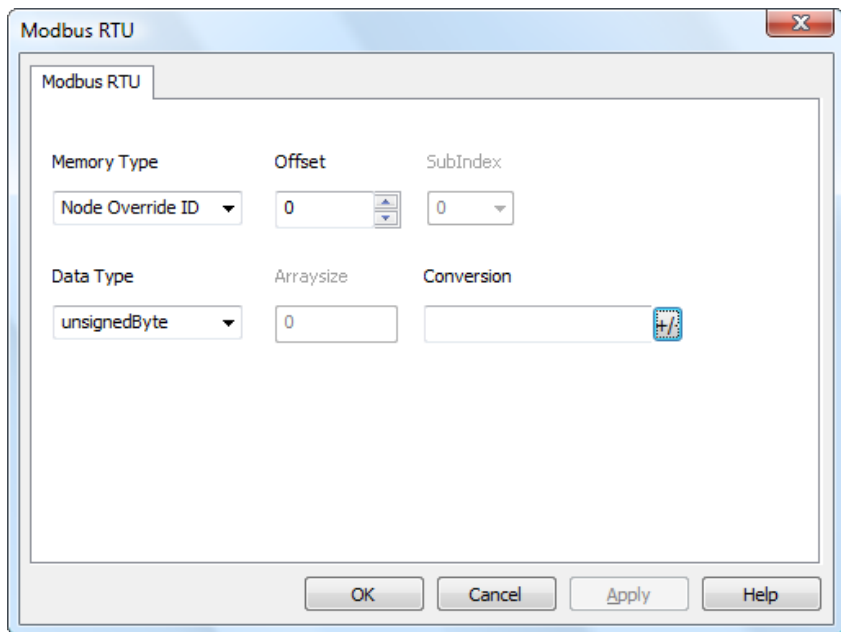 Modbus RTU
Modbus RTU
Memory Type Offset SubIndex
Node Override ID 0 0
Data Type Arraysize Conversion
unsignedByte 0 +/-
OK Cancel Apply Help